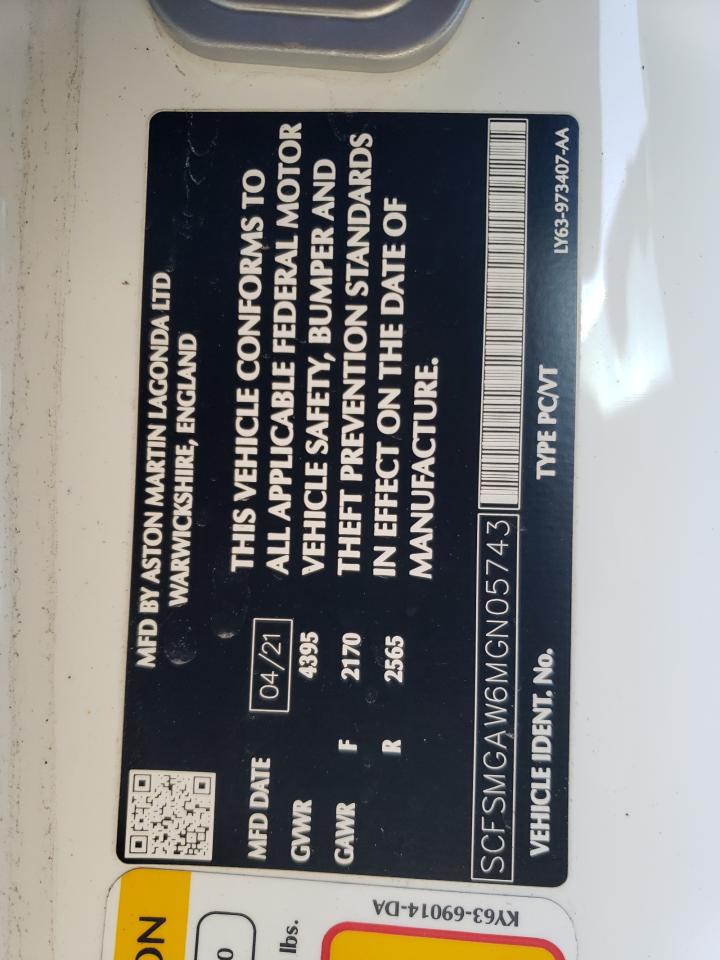 MFD BY ASTON MARTIN LAGONDA LTD
WARWICKSHIRE, ENGLAND
MFD DATE 04/21
GVWR 4395
GAWR F 2170
R 2565
THIS VEHICLE CONFORMS TO
ALL APPLICABLE FEDERAL MOTOR
VEHICLE SAFETY, BUMPER AND
THEFT PREVENTION STANDARDS
IN EFFECT ON THE DATE OF
MANUFACTURE.
SCFSMGAW6MGN05743
VEHICLE IDENT. No.
TYPE PC/VT
LY63-973407-AA
ON
0
lbs.
KY63-69014-DA